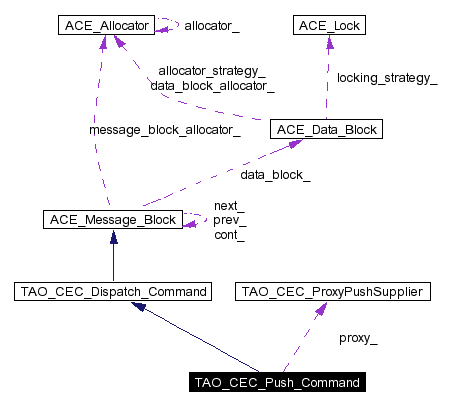 ACE_Allocator
allocator_
ACE_Lock
allocator_strategy_
data_block_allocator_
locking_strategy_
message_block_allocator_
ACE_Data_Block
data_block_
ACE_Message_Block
next_
prev_
cont_
TAO_CEC_Dispatch_Command
TAO_CEC_ProxyPushSupplier
proxy_
TAO_CEC_Push_Command